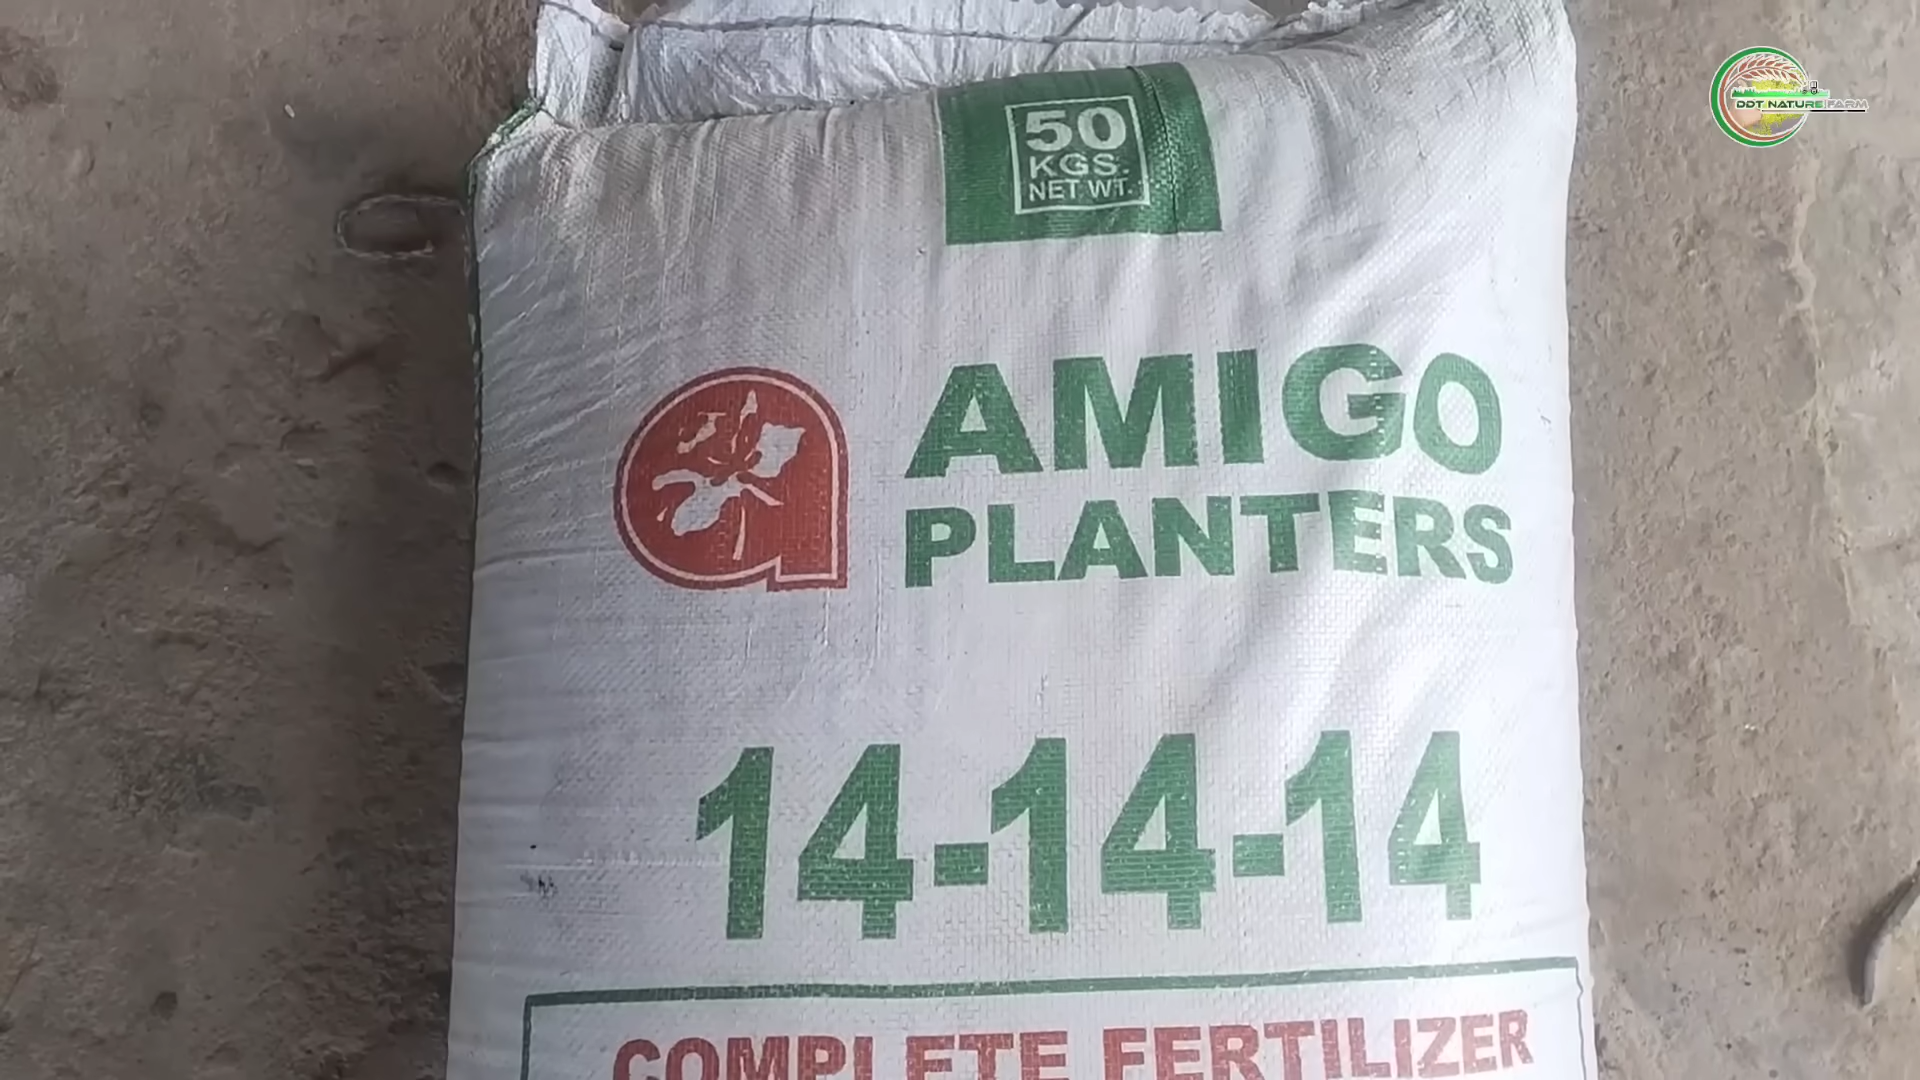 50
KGS.
NET WT.
DDT NATURE FARM
AMIGO
PLANTERS
14-14-14
COMPLETE FERTILIZER